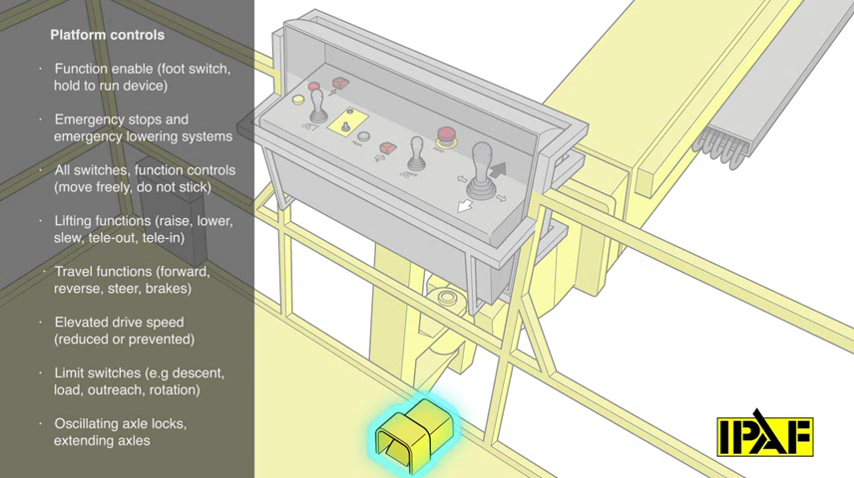 Platform controls
· Function enable (foot switch,
hold to run device)
· Emergency stops and
emergency lowering systems
· All switches, function controls
(move freely, do not stick)
· Lifting functions (raise, lower,
slew, tele-out, tele-in)
· Travel functions (forward,
reverse, steer, brakes)
· Elevated drive speed
(reduced or prevented)
· Limit switches (e.g descent,
load, outreach, rotation)
· Oscillating axle locks,
extending axles
IPAF